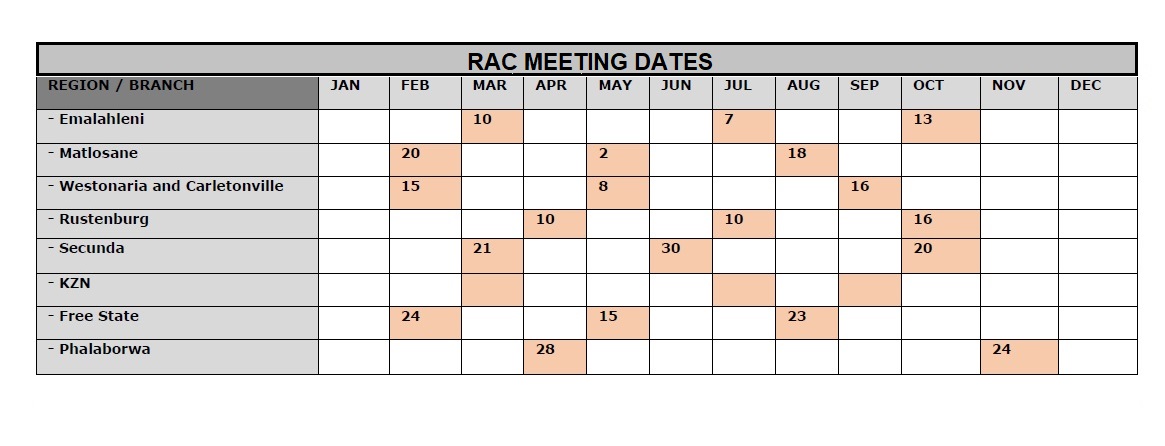 RAC MEETING DATES
REGION / BRANCH JAN FEB MAR APR MAY JUN JUL AUG SEP OCT NOV DEC
- Emalahleni 10 7 13
- Matlosane 20 2 18
- Westonaria and Carletonville 15 8 16
- Rustenburg 10 10 16
- Secunda 21 30 20
- KZN
- Free State 24 15 23
- Phalaborwa 28 24